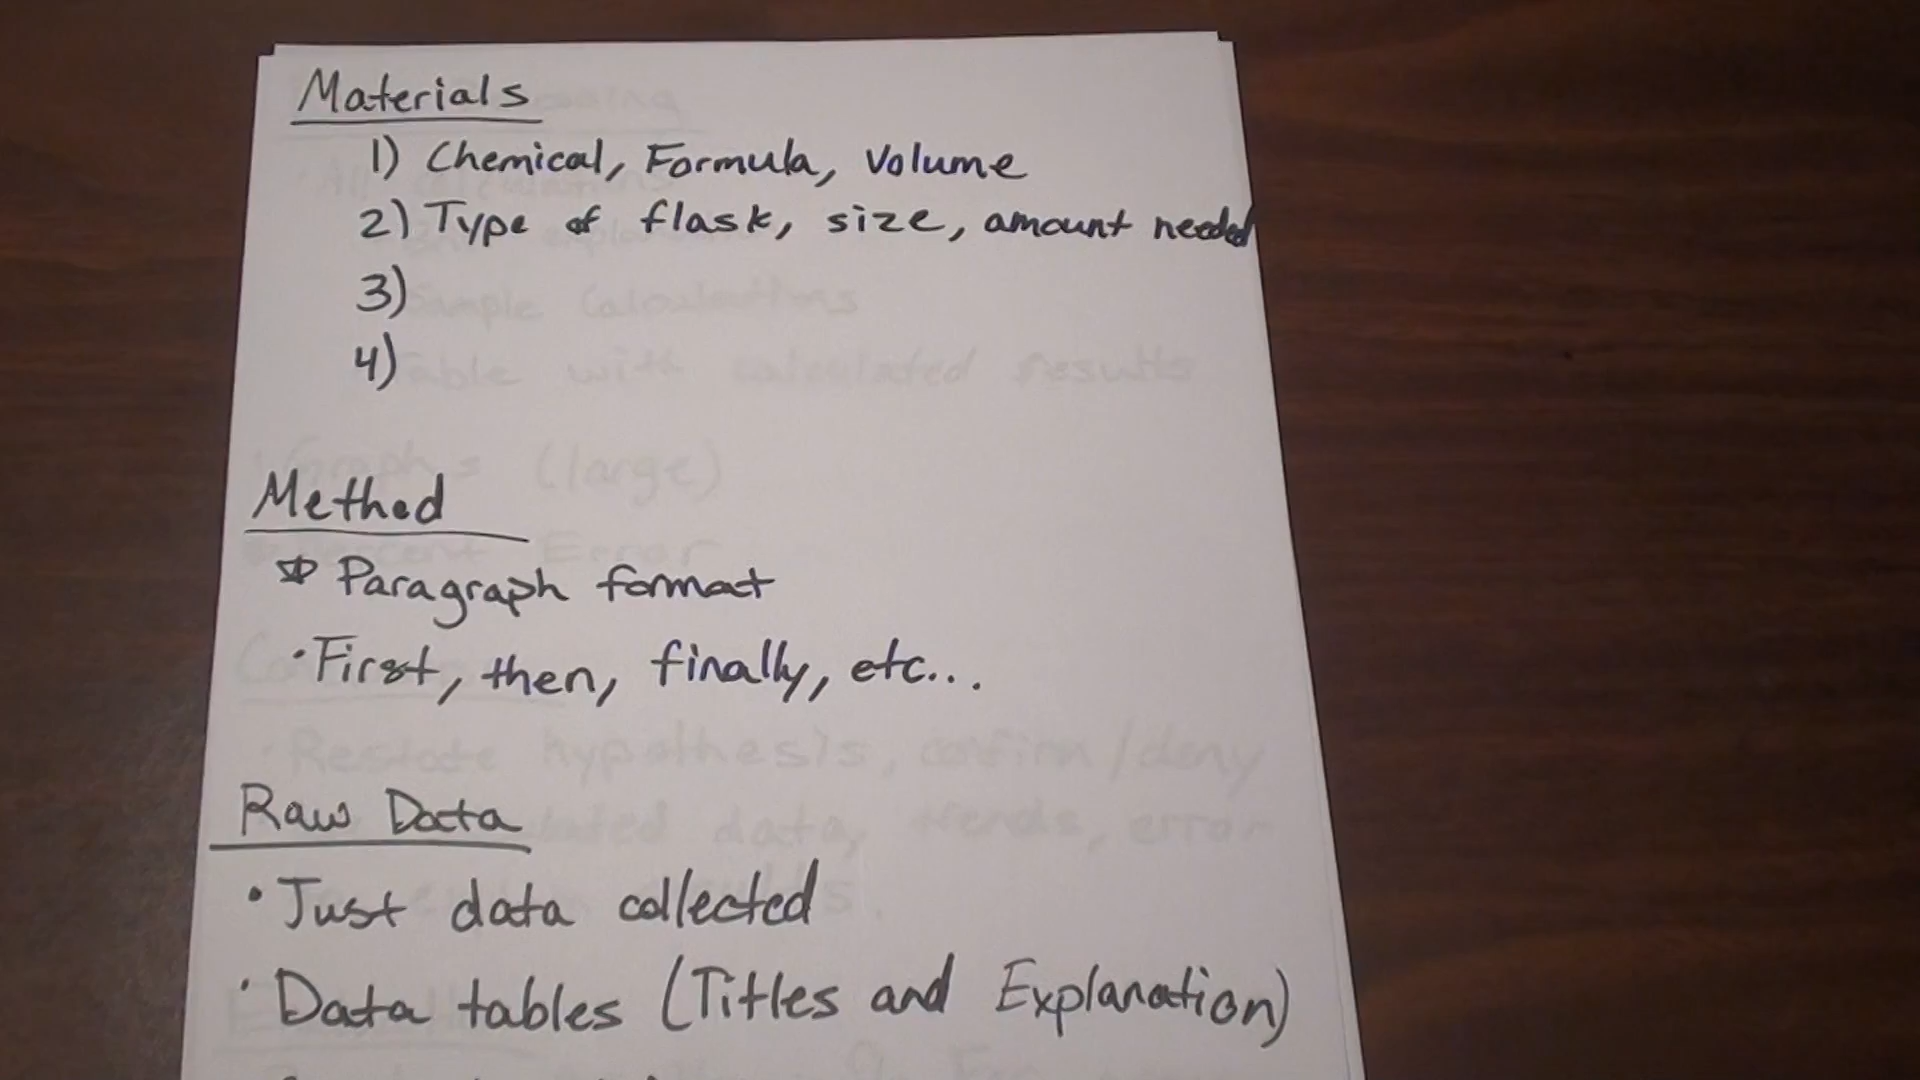 Materials
1) Chemical, Formula, Volume
2) Type of flask, size, amount needed
3)
4)
Method
Paragraph format
• First, then, finally, etc...
Raw Data
• Just data collected
• Data tables (Titles and Explanation)